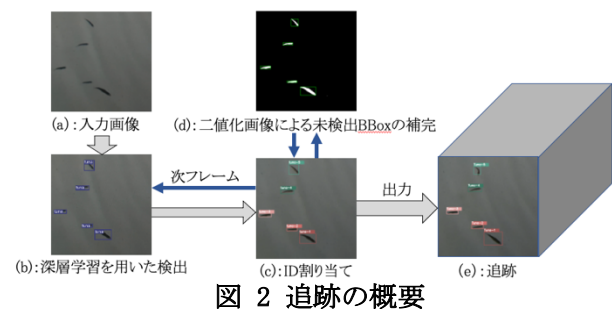 (a):入力画像
(d):二値化画像による未検出BBoxの補完
次フレーム
出力
(b):深層学習を用いた検出
(c):ID割り当て
(e):追跡
図 2 追跡の概要